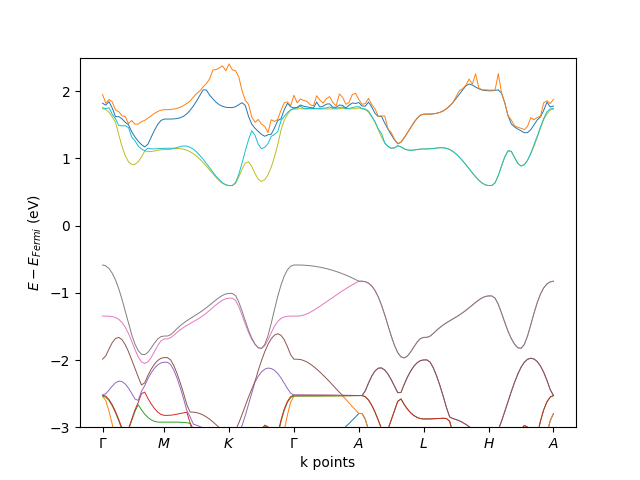 2
1
0
−1
−2
−3
E − E_Fermi (eV)
Γ M K Γ A L H A
k points